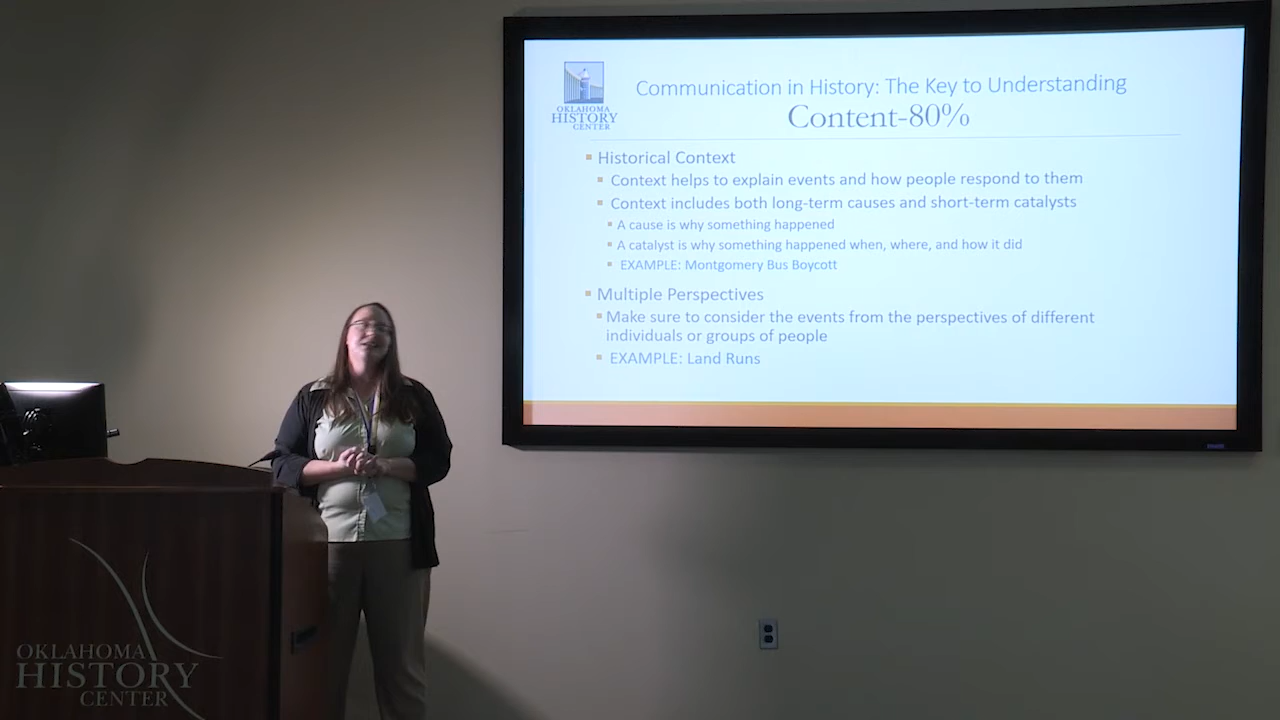 OKLAHOMA
HISTORY
CENTER
Communication in History: The Key to Understanding
Content-80%
Historical Context
Context helps to explain events and how people respond to them
Context includes both long-term causes and short-term catalysts
A cause is why something happened
A catalyst is why something happened when, where, and how it did
EXAMPLE: Montgomery Bus Boycott
Multiple Perspectives
Make sure to consider the events from the perspectives of different
individuals or groups of people
EXAMPLE: Land Runs
OKLAHOMA
HISTORY
CENTER